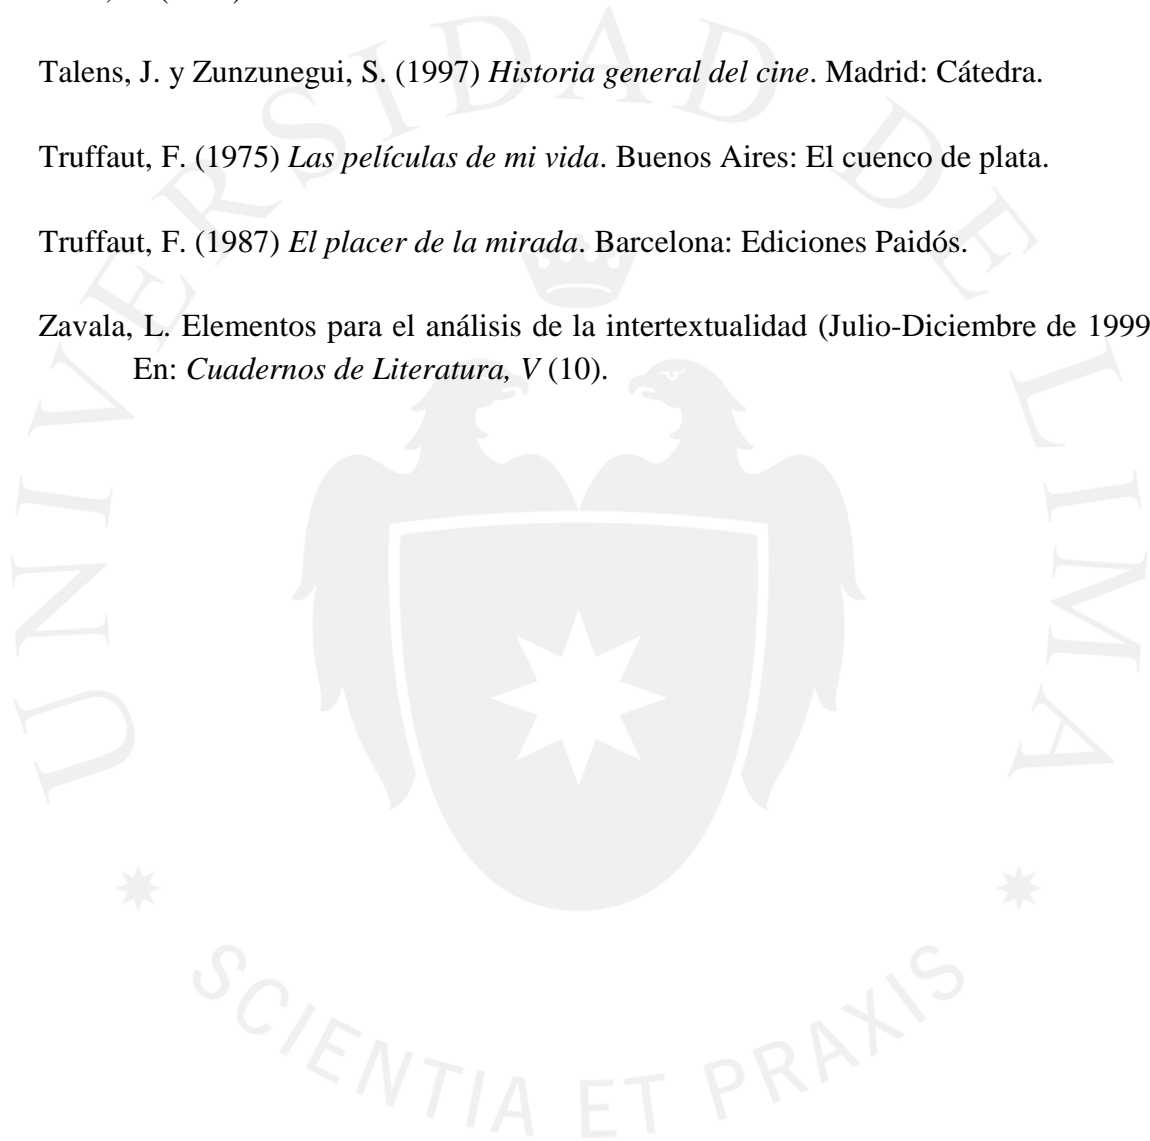 Talens, J. y Zunzunegui, S. (1997) Historia general del cine. Madrid: Cátedra.
Truffaut, F. (1975) Las películas de mi vida. Buenos Aires: El cuenco de plata.
Truffaut, F. (1987) El placer de la mirada. Barcelona: Ediciones Paidós.
Zavala, L. Elementos para el análisis de la intertextualidad (Julio-Diciembre de 1999
En: Cuadernos de Literatura, V (10).
UNIVERSIDAD DE LIMA
SCIENTIA ET PRAXIS